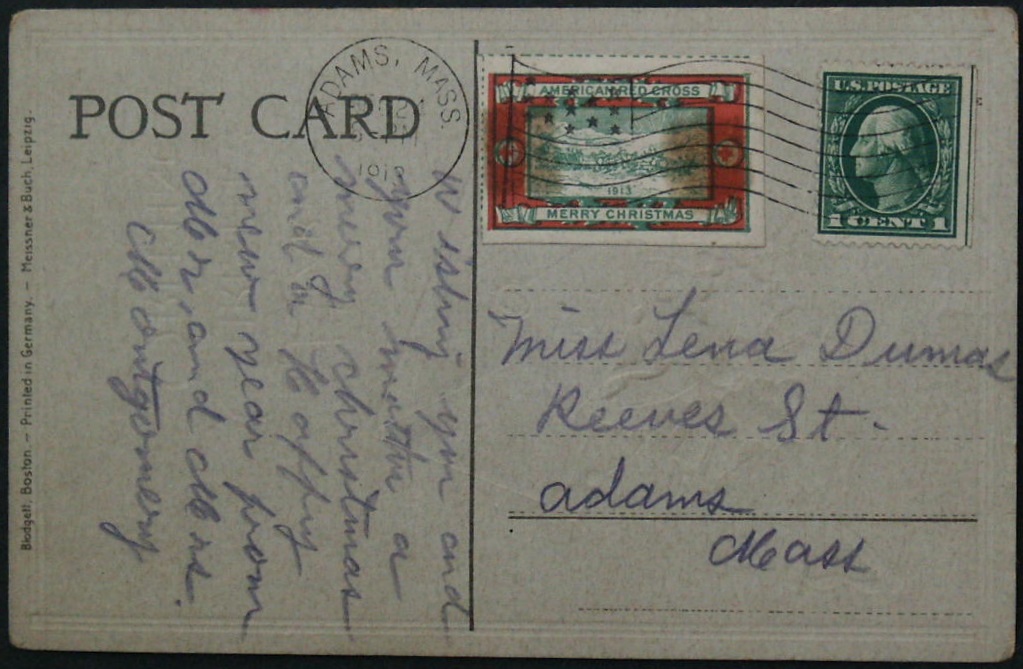 POST CARD
ADAMS, MASS.
AMERICAN RED CROSS
1913
MERRY CHRISTMAS
U.S. POSTAGE
1 CENT 1
Wishing you and
your mother a
merry christmas
and a Happy
new year from
Mr, and Mrs.
Montgomery
Miss Lena Dumas
Reeves St.
Adams
Mass
Blodgett, Boston. - Printed in Germany. - Meissner & Buch, Leipzig.